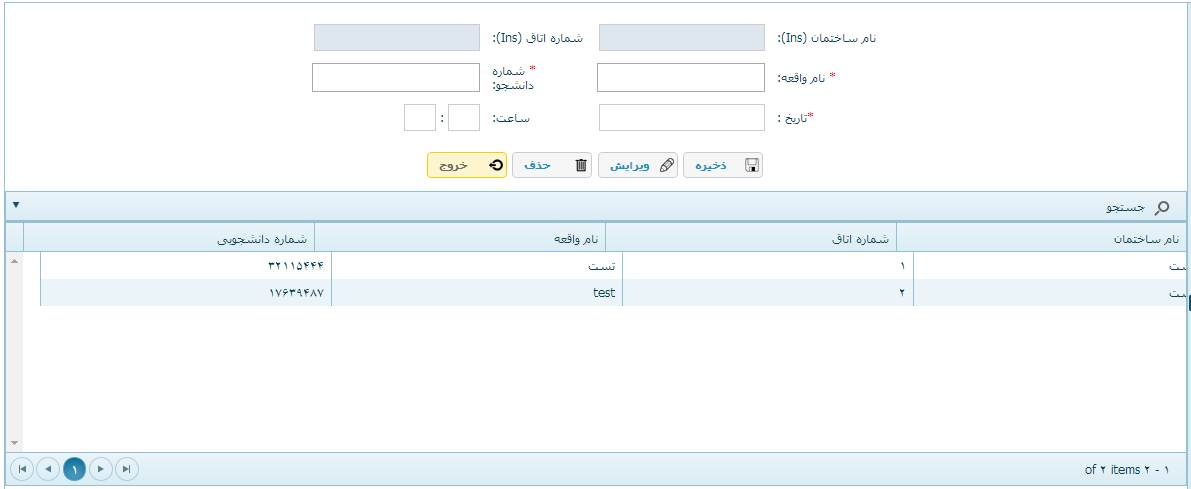 نام ساختمان (Ins): شماره اتاق (Ins):
* نام واقعه: * شماره دانشجو:
*تاریخ : ساعت: :
ذخیره ویرایش حذف خروج
جستجو
نام ساختمان شماره اتاق نام واقعه شماره دانشجویی
ست ۱ تست ۳۲۱۱۵۴۴۴
ست ۲ test ۱۷۶۳۹۴۸۷
۱ - ۲ of ۲ items ۱